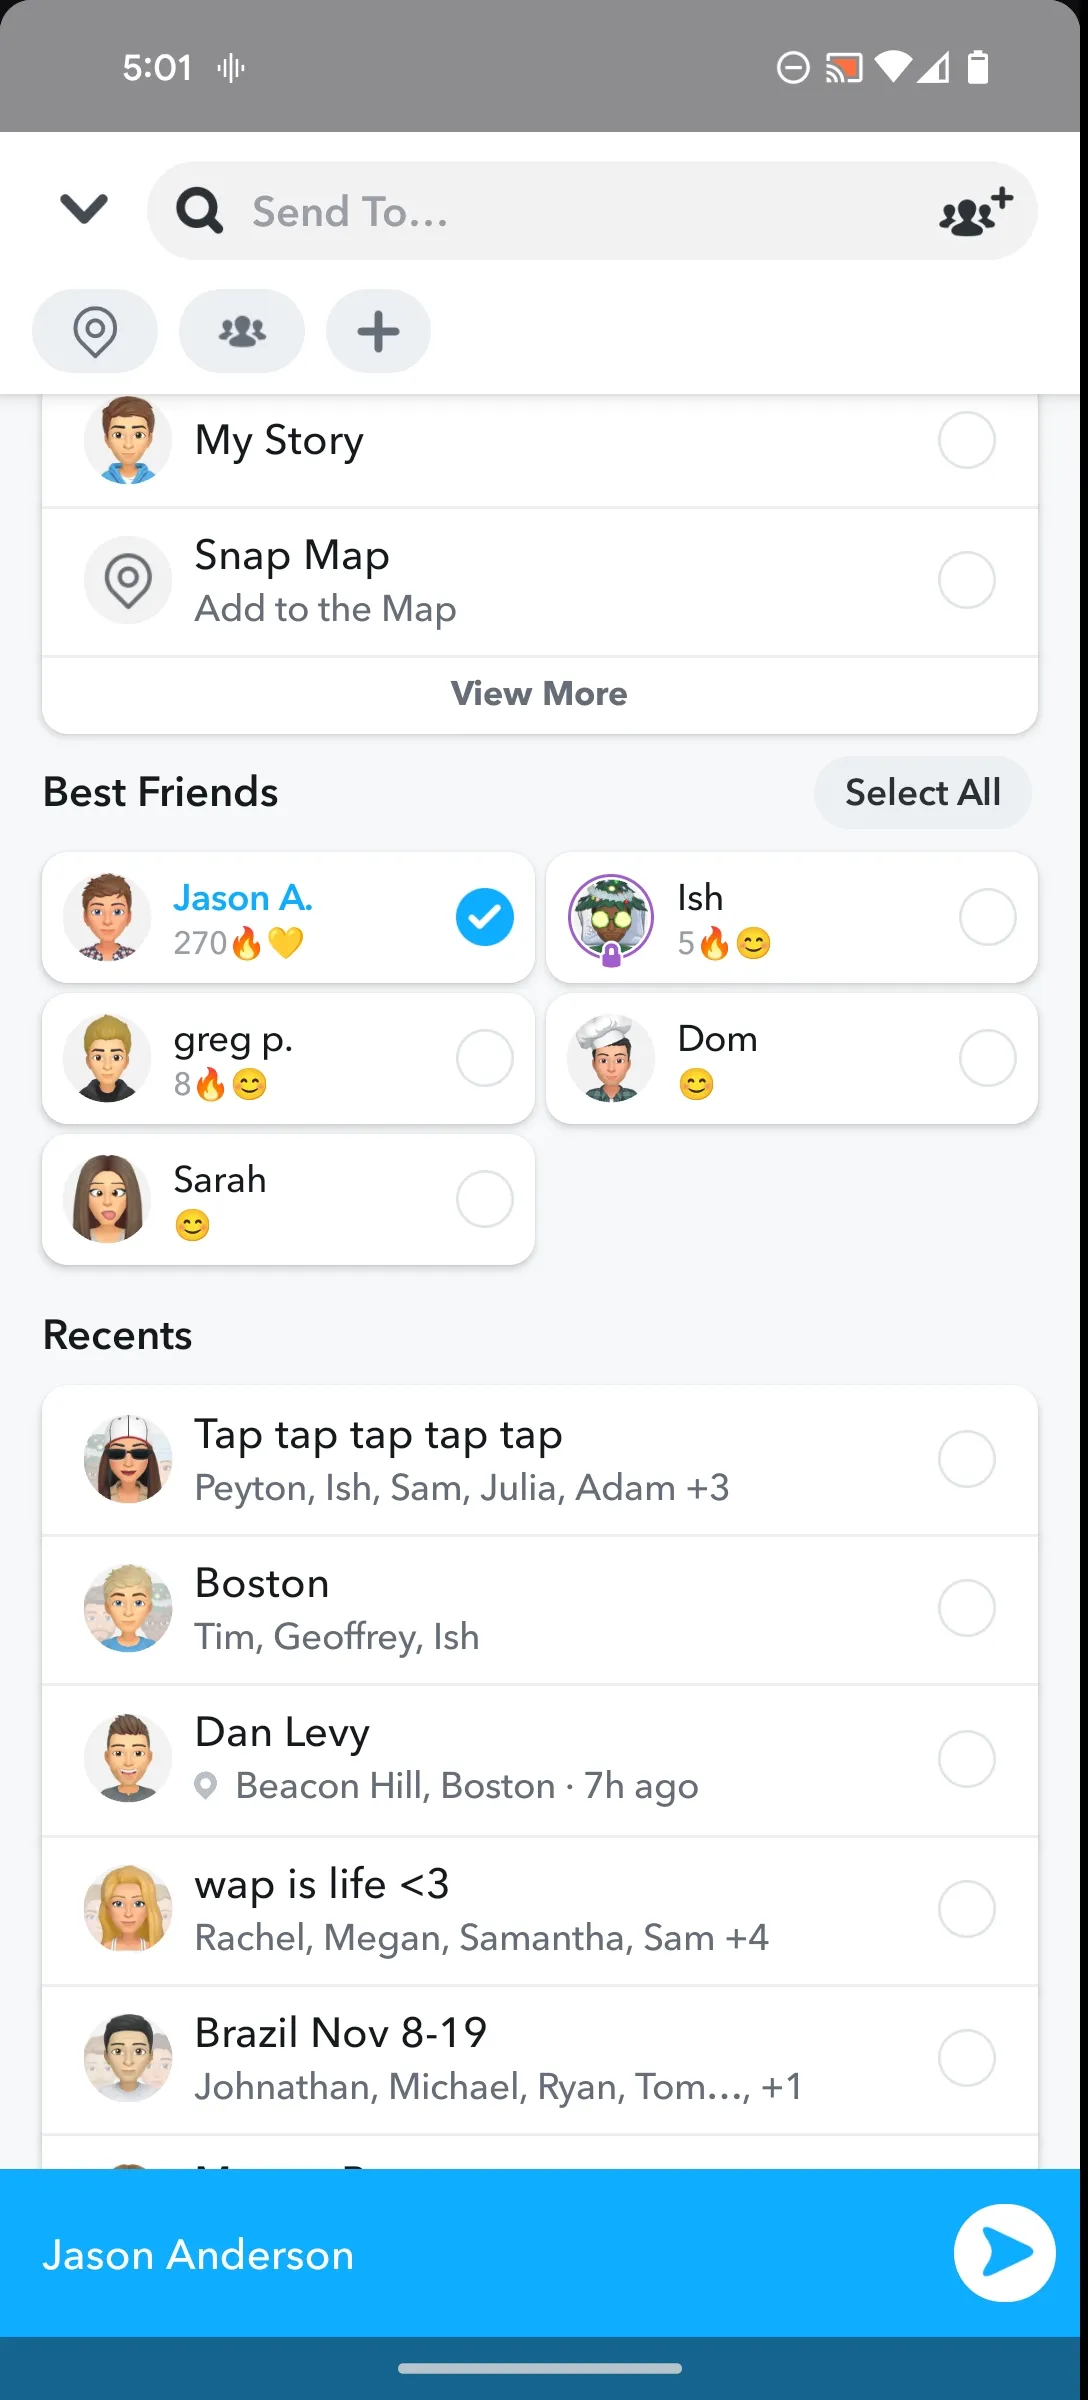 5:01
Send To...
My Story
Snap Map
Add to the Map
View More
Best Friends
Select All
Jason A.
270🔥💛
Ish
5🔥😊
greg p.
8🔥😊
Dom
😊
Sarah
😊
Recents
Tap tap tap tap tap
Peyton, Ish, Sam, Julia, Adam +3
Boston
Tim, Geoffrey, Ish
Dan Levy
Beacon Hill, Boston · 7h ago
wap is life <3
Rachel, Megan, Samantha, Sam +4
Brazil Nov 8-19
Johnathan, Michael, Ryan, Tom..., +1
Jason Anderson